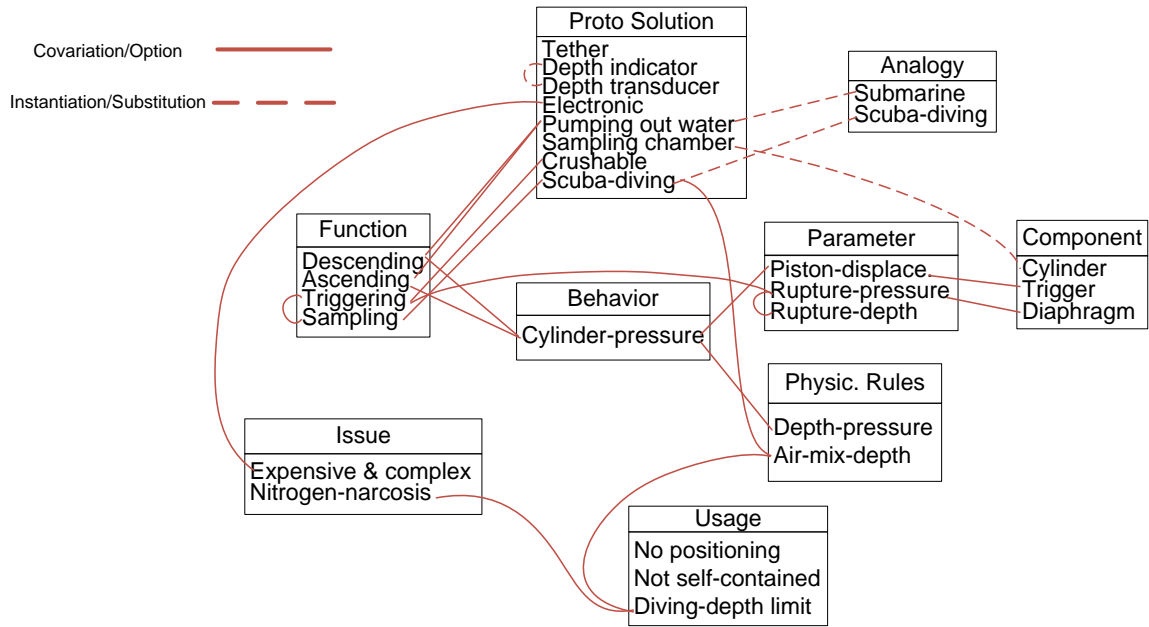 Covariation/Option
Instantiation/Substitution
Proto Solution
Tether
Depth indicator
Depth transducer
Electronic
Pumping out water
Sampling chamber
Crushable
Scuba-diving
Analogy
Submarine
Scuba-diving
Function
Descending
Ascending
Triggering
Sampling
Behavior
Cylinder-pressure
Parameter
Piston-displace.
Rupture-pressure
Rupture-depth
Component
Cylinder
Trigger
Diaphragm
Physic. Rules
Depth-pressure
Air-mix-depth
Issue
Expensive & complex
Nitrogen-narcosis
Usage
No positioning
Not self-contained
Diving-depth limit